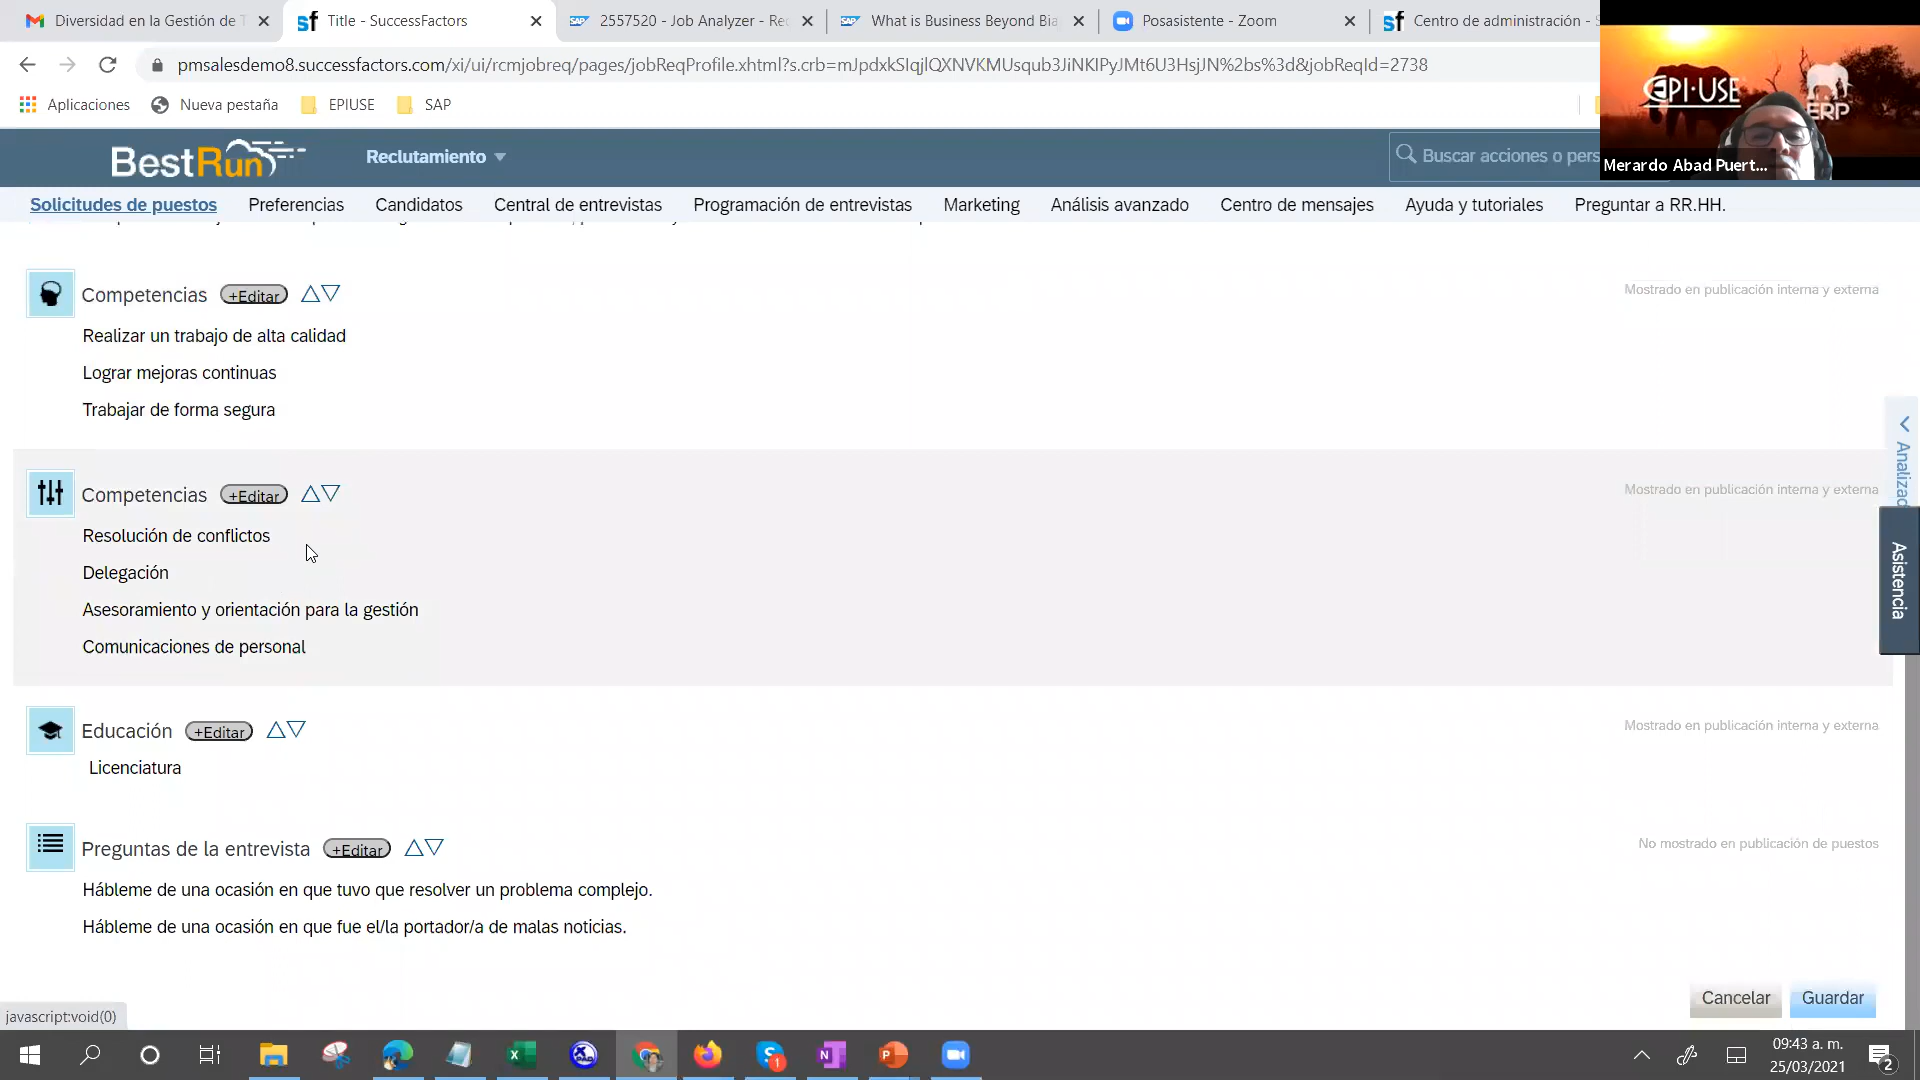 Diversidad en la Gestión de T
Title - SuccessFactors
2557520 - Job Analyzer - Rec
What is Business Beyond Bia
Posasistente - Zoom
Centro de administración - S
pmsalesdemo8.successfactors.com/xi/ui/rcmjobreq/pages/jobReqProfile.xhtml?s.crb=mJpdxkSIqjlQXNVKMUsqub3JiNKIPyJMt6U3HsjJN%2bs%3d&jobReqId=2738
Aplicaciones
Nueva pestaña
EPIUSE
SAP
EPI·USE
ERP
Merardo Abad Puert...
BestRun
Reclutamiento
Buscar acciones o pers
Solicitudes de puestos
Preferencias
Candidatos
Central de entrevistas
Programación de entrevistas
Marketing
Análisis avanzado
Centro de mensajes
Ayuda y tutoriales
Preguntar a RR.HH.
Competencias +Editar
Mostrado en publicación interna y externa
Realizar un trabajo de alta calidad
Lograr mejoras continuas
Trabajar de forma segura
Analizad
Competencias +Editar
Mostrado en publicación interna y externa
Resolución de conflictos
Delegación
Asesoramiento y orientación para la gestión
Comunicaciones de personal
Asistencia
Educación +Editar
Mostrado en publicación interna y externa
Licenciatura
Preguntas de la entrevista +Editar
No mostrado en publicación de puestos
Hábleme de una ocasión en que tuvo que resolver un problema complejo.
Hábleme de una ocasión en que fue el/la portador/a de malas noticias.
Cancelar
Guardar
javascript:void(0)
1
09:43 a. m.
25/03/2021
2